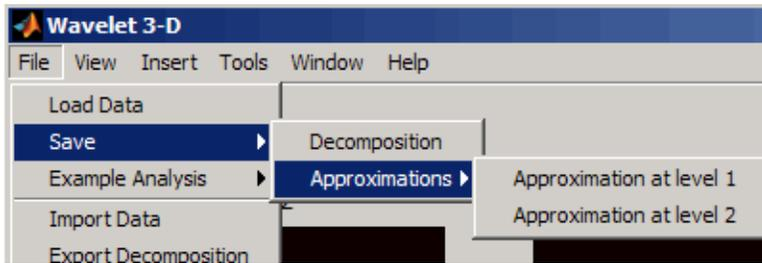 Wavelet 3-D
File View Insert Tools Window Help
Load Data
Save
Decomposition
Example Analysis
Approximations
Approximation at level 1
Import Data
Approximation at level 2
Export Decomposition